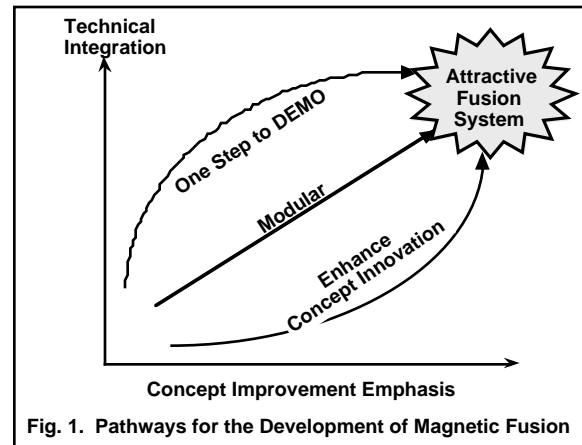 Technical
Integration
Attractive
Fusion
System
One Step to DEMO
Modular
Enhance
Concept Innovation
Concept Improvement Emphasis
Fig. 1. Pathways for the Development of Magnetic Fusion